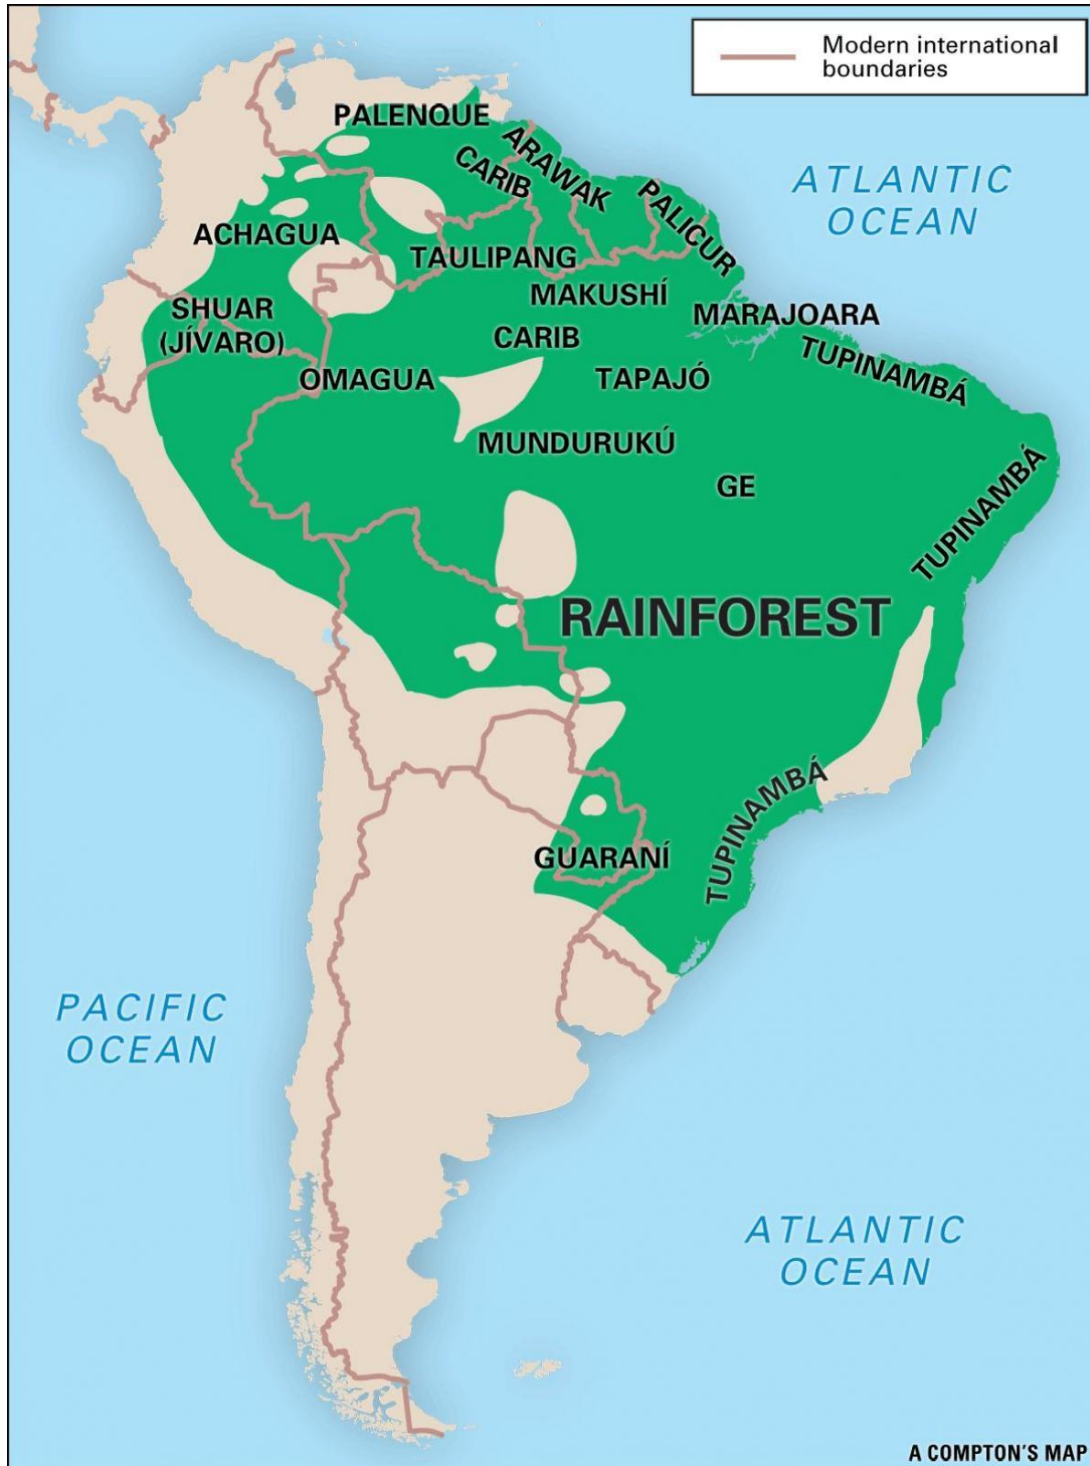 Modern international
boundaries
PALENQUE
ARAWAK
CARIB
PALICUR
ATLANTIC
OCEAN
ACHAGUA
TAULIPANG
MAKUSHÍ
SHUAR
(JÍVARO)
MARAJOARA
CARIB
TUPINAMBÁ
OMAGUA
TAPAJÓ
MUNDURUKÚ
GE
TUPINAMBÁ
RAINFOREST
TUPINAMBÁ
GUARANÍ
PACIFIC
OCEAN
ATLANTIC
OCEAN
A COMPTON'S MAP